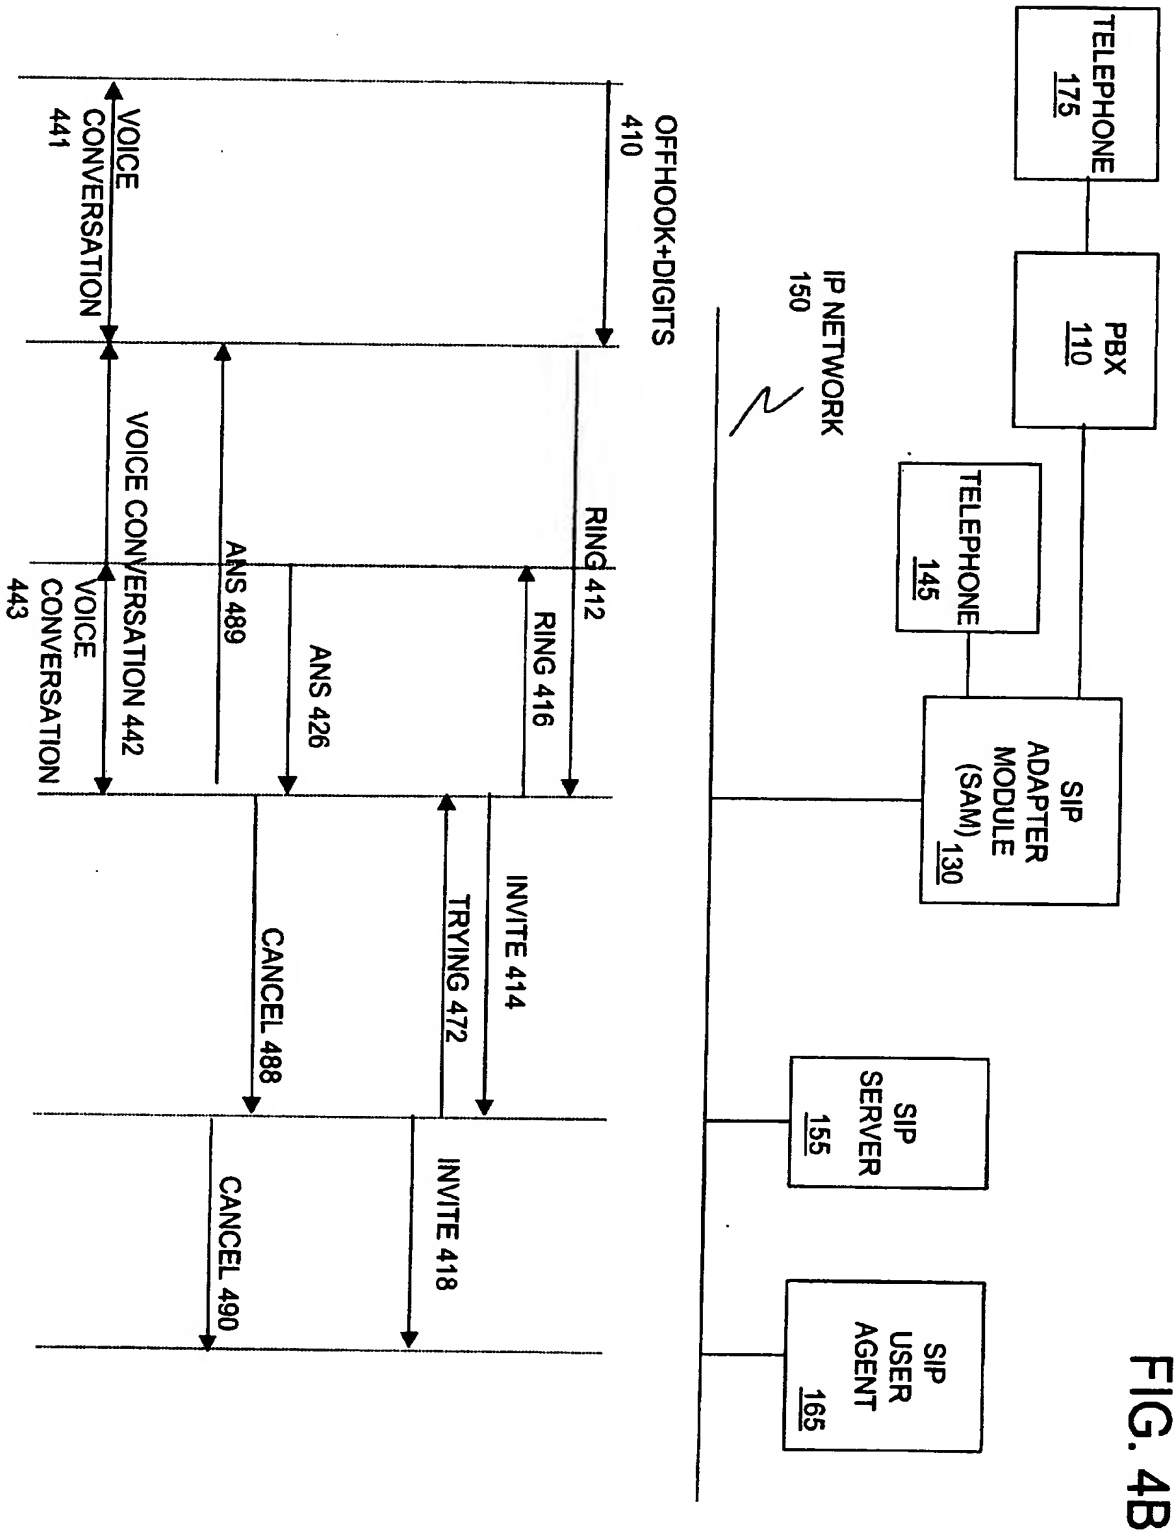 FIG. 4B
TELEPHONE
175
PBX
110
TELEPHONE
145
SIP
ADAPTER
MODULE
(SAM)
130
SIP
SERVER
155
SIP
USER
AGENT
165
IP NETWORK
150
OFFHOOK+DIGITS
410
RING 412
RING 416
INVITE 414
TRYING 472
INVITE 418
ANS 426
CANCEL 488
ANS 489
CANCEL 490
VOICE
CONVERSATION
441
VOICE CONVERSATION 442
VOICE
CONVERSATION
443